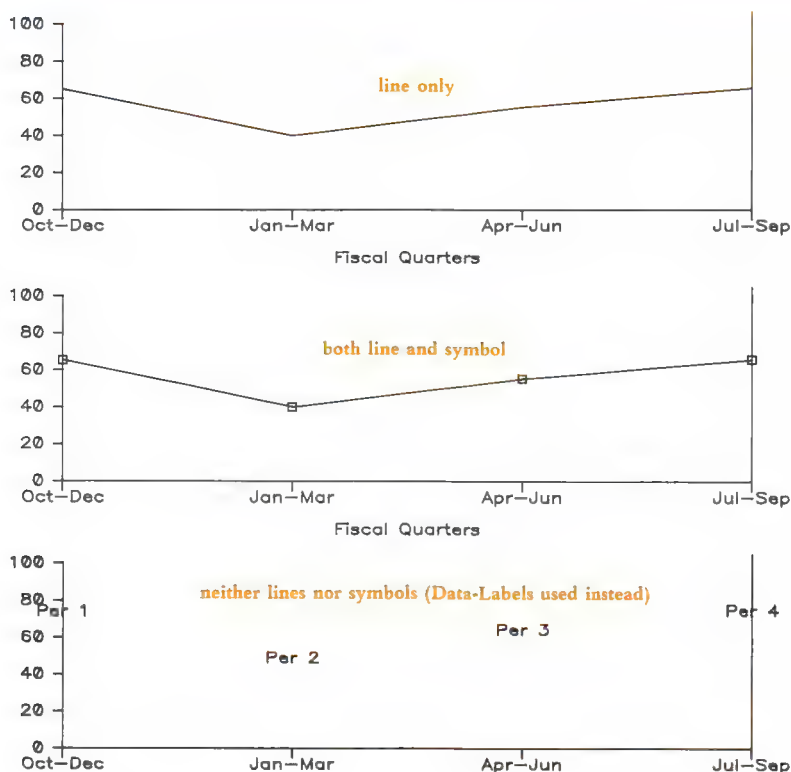 100
80
line only
60
40
20
0
Oct-Dec Jan-Mar Apr-Jun Jul-Sep
Fiscal Quarters
100
80
both line and symbol
60
40
20
0
Oct-Dec Jan-Mar Apr-Jun Jul-Sep
Fiscal Quarters
100
80
neither lines nor symbols (Data-Labels used instead)
Per 1 Per 4
60
Per 3
Per 2
40
20
0
Oct-Dec Jan-Mar Apr-Jun Jul-Sep